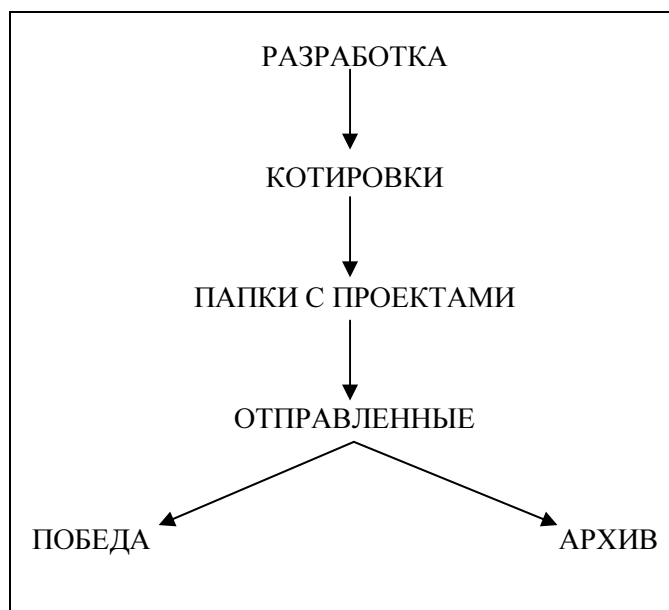 РАЗРАБОТКА
КОТИРОВКИ
ПАПКИ С ПРОЕКТАМИ
ОТПРАВЛЕННЫЕ
ПОБЕДА АРХИВ